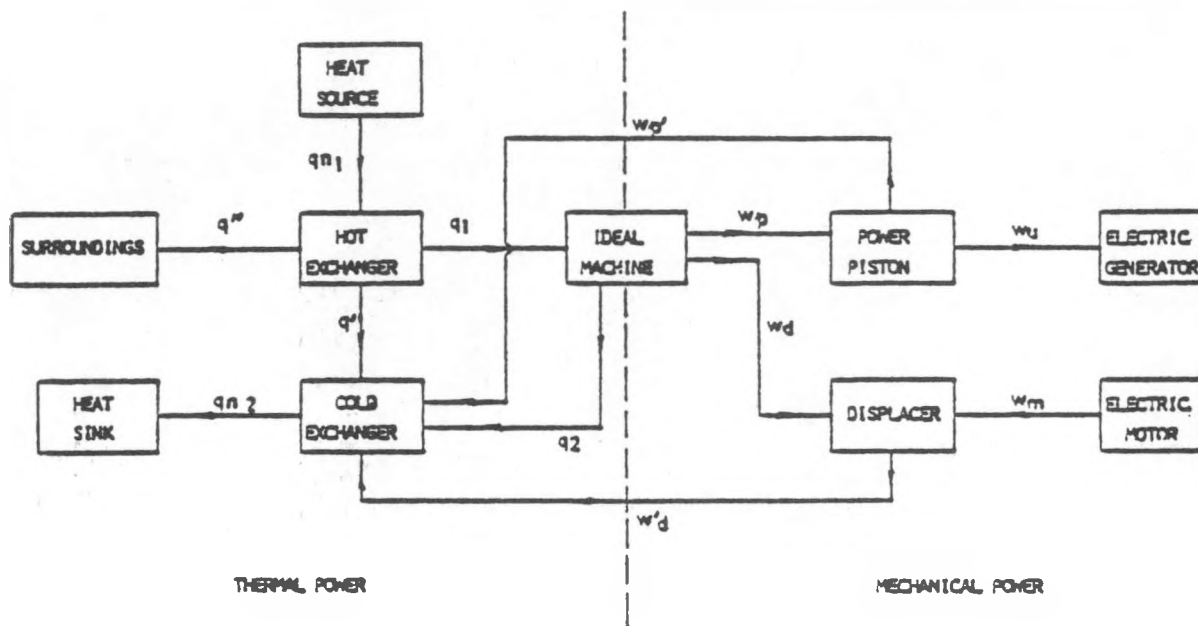 HEAT
SOURCE
wp'
qn1
q"
q1
wp
wu
SURROUNDINGS
HOT
EXCHANGER
IDEAL
MACHINE
POWER
PISTON
ELECTRIC
GENERATOR
q'
wd
HEAT
SINK
qn2
COLD
EXCHANGER
q2
DISPLACER
wm
ELECTRIC
MOTOR
w'd
THERMAL POWER
MECHANICAL POWER